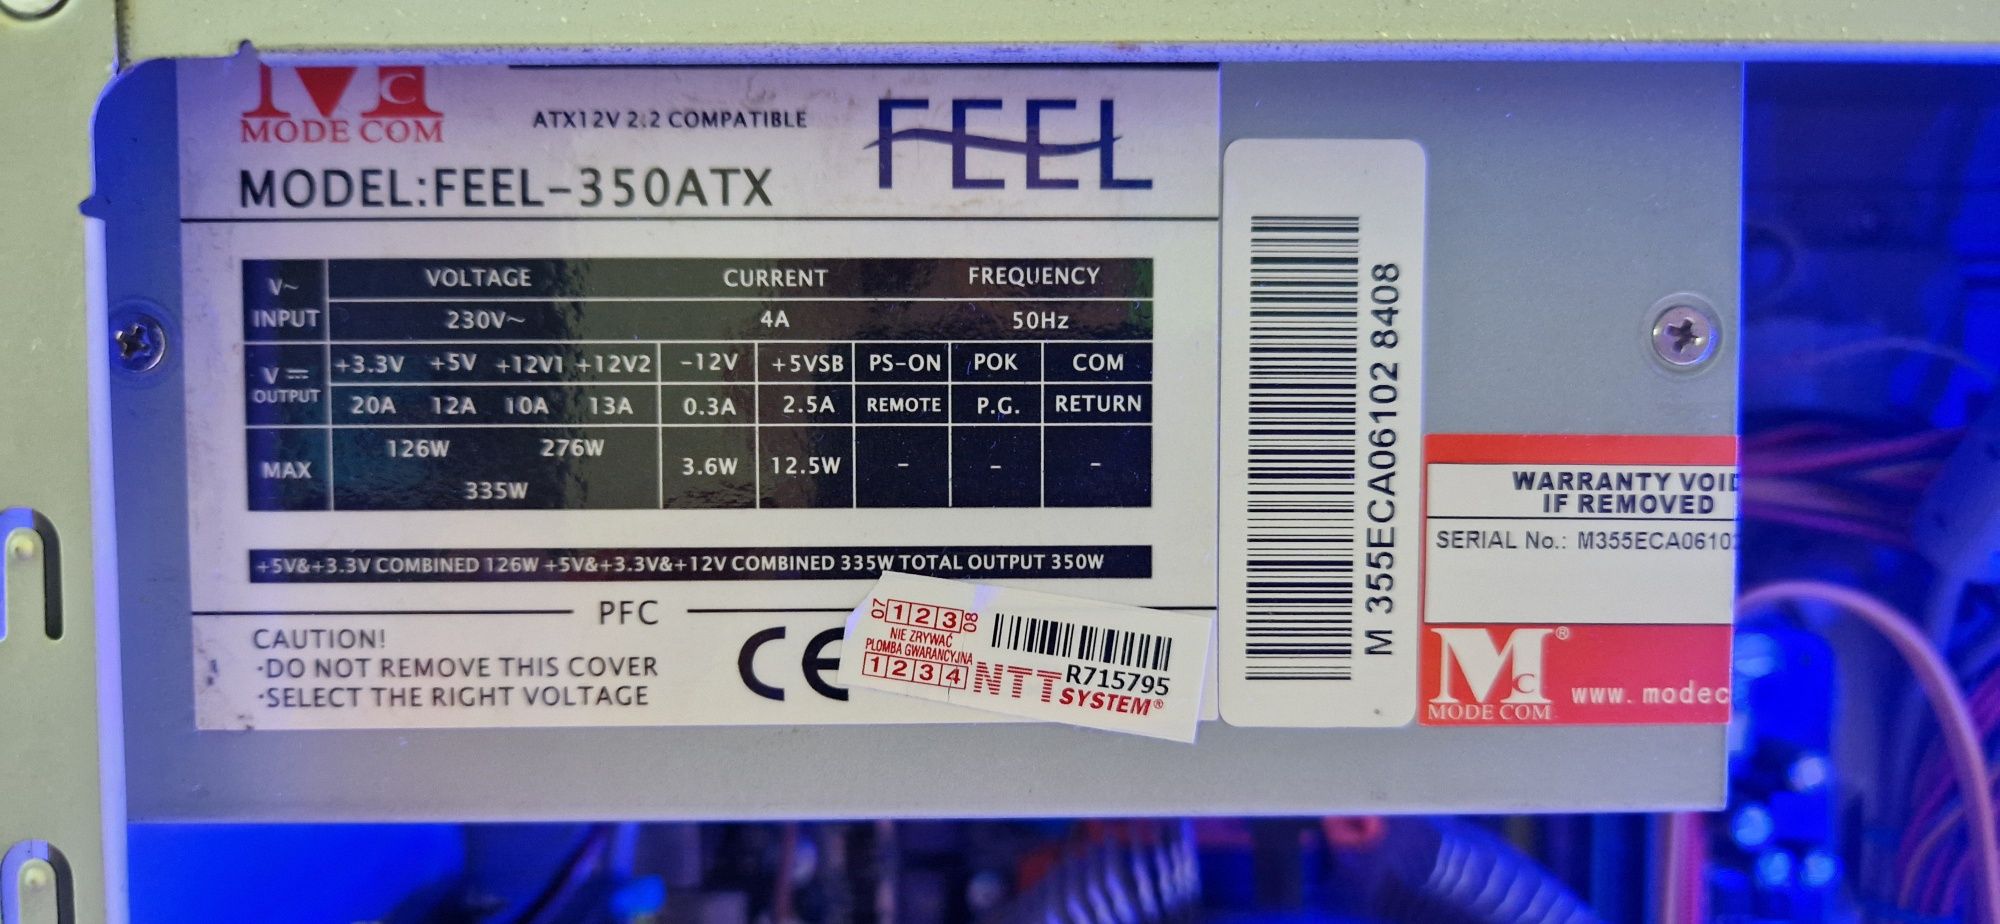 MODE COM
ATX12V 2.2 COMPATIBLE
FEEL
MODEL:FEEL-350ATX
V~ INPUT VOLTAGE CURRENT FREQUENCY
230V~ 4A 50Hz
V OUTPUT +3.3V +5V +12V1 +12V2 -12V +5VSB PS-ON POK COM
20A 12A 10A 13A 0.3A 2.5A REMOTE P.G. RETURN
MAX 126W 276W 3.6W 12.5W - - -
335W
+5V&+3.3V COMBINED 126W +5V&+3.3V&+12V COMBINED 335W TOTAL OUTPUT 350W
PFC
CAUTION!
·DO NOT REMOVE THIS COVER
·SELECT THE RIGHT VOLTAGE
CE
07 1 2 3 08
NIE ZRYWAĆ
PLOMBA GWARANCYJNA
1 2 3 4
NTT SYSTEM®
R715795
M 355ECA06102 8408
WARRANTY VOID
IF REMOVED
SERIAL No.: M355ECA06102
MC®
MODE COM
www.modec